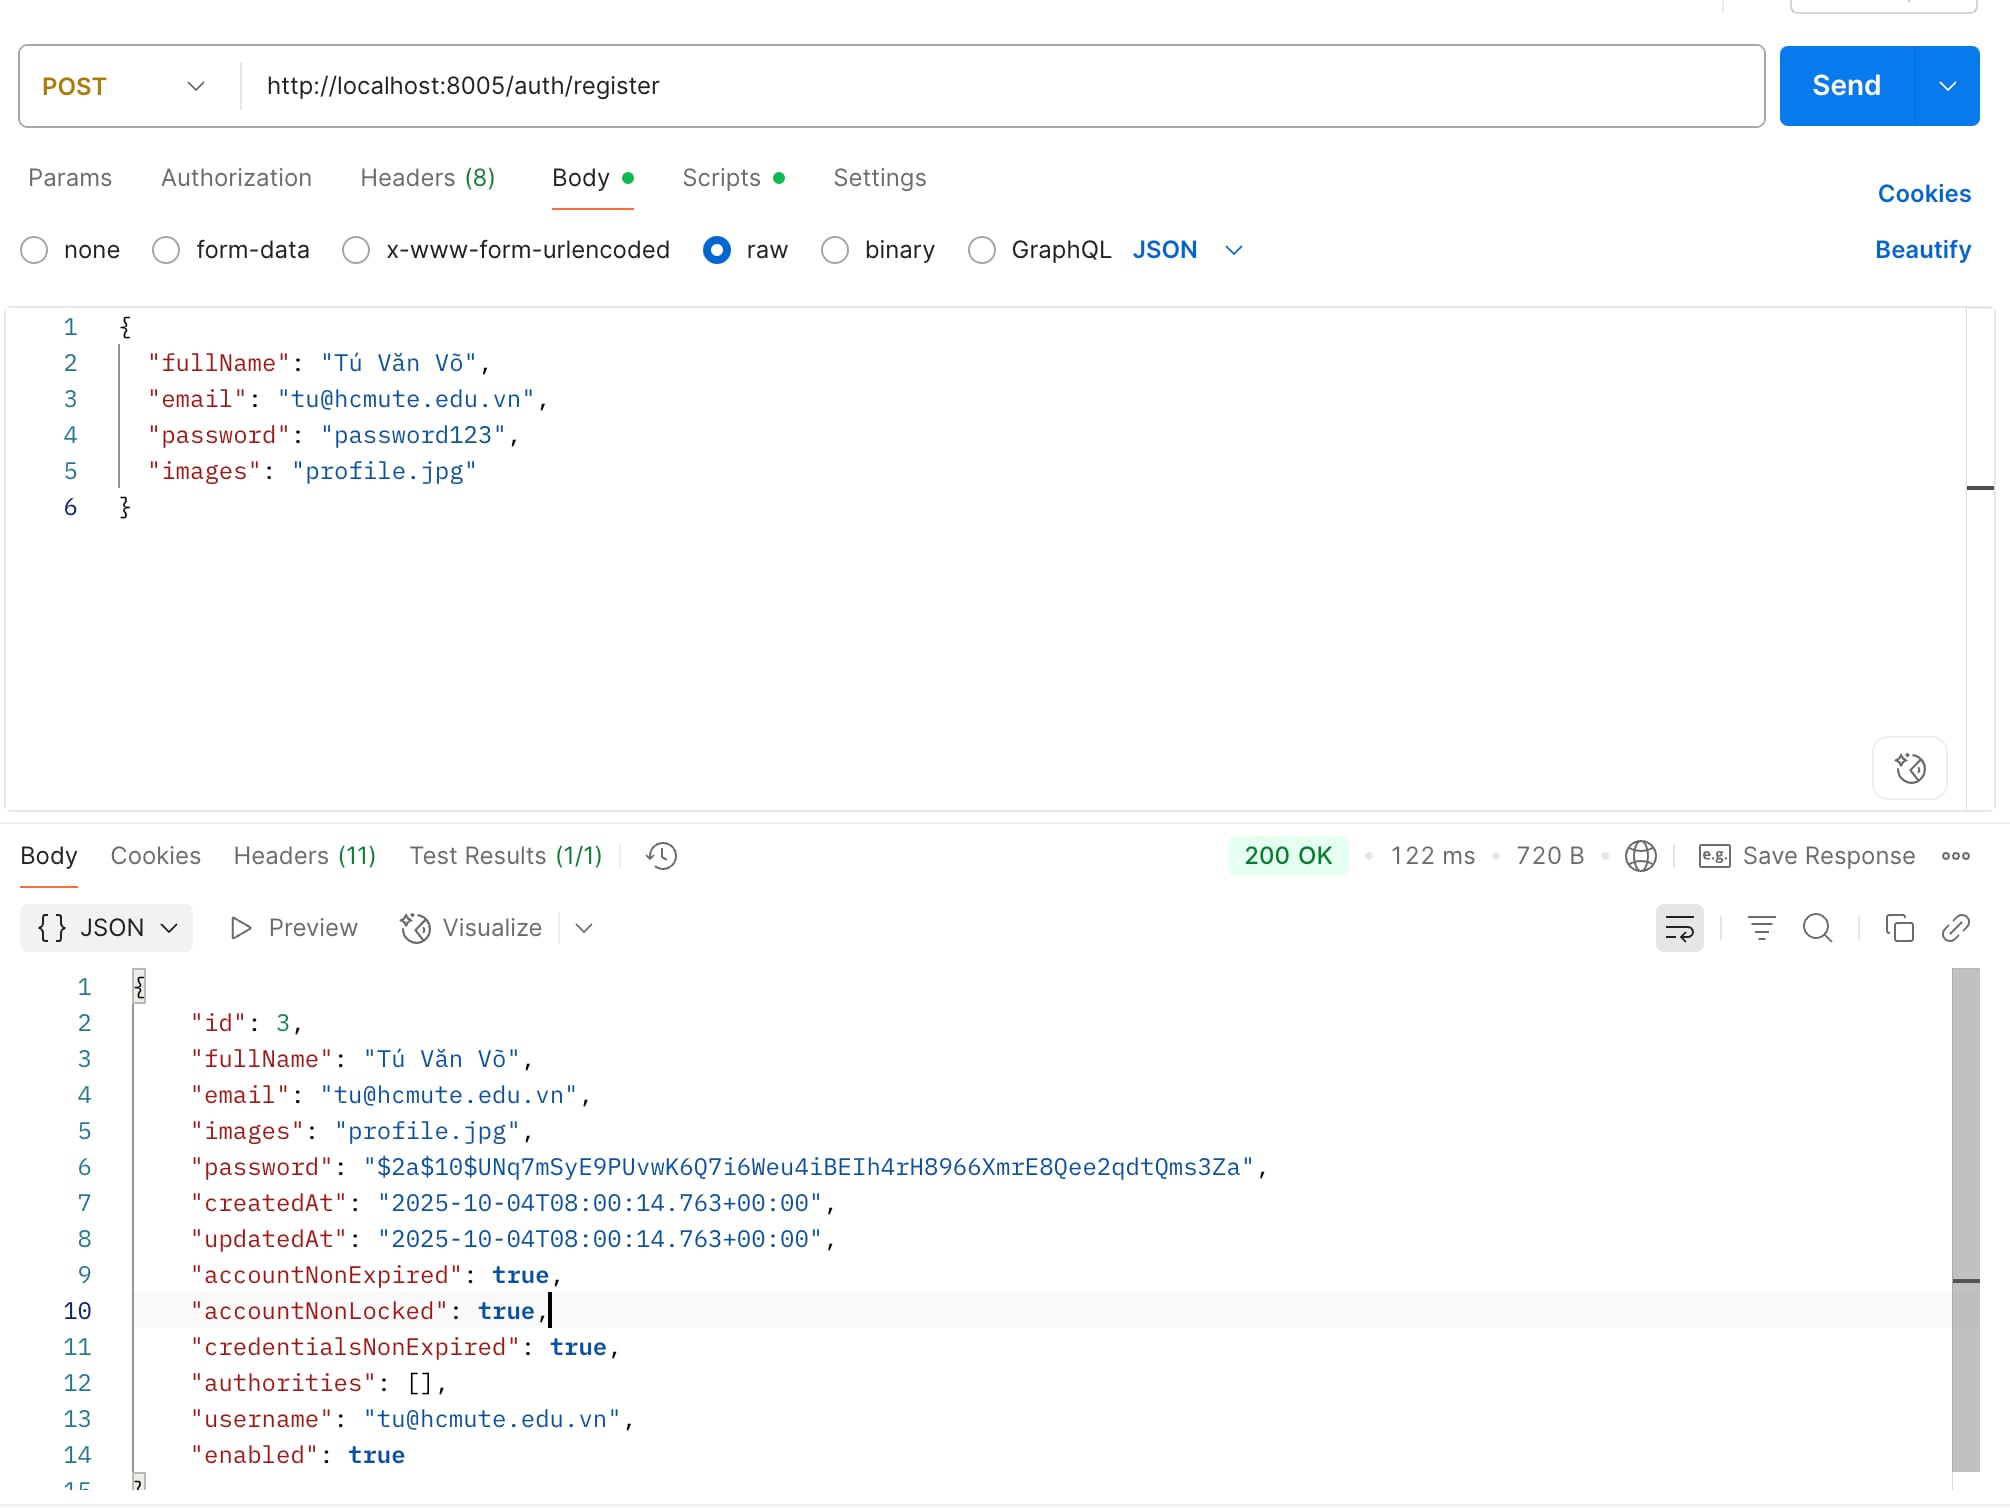 POST http://localhost:8005/auth/register Send
Params Authorization Headers (8) Body Scripts Settings Cookies
none form-data x-www-form-urlencoded raw binary GraphQL JSON Beautify
1 {
2 "fullName": "Tú Văn Võ",
3 "email": "tu@hcmute.edu.vn",
4 "password": "password123",
5 "images": "profile.jpg"
6 }
Body Cookies Headers (11) Test Results (1/1) 200 OK 122 ms 720 B e.g. Save Response
{} JSON Preview Visualize
1 {
2 "id": 3,
3 "fullName": "Tú Văn Võ",
4 "email": "tu@hcmute.edu.vn",
5 "images": "profile.jpg",
6 "password": "$2a$10$UNq7mSyE9PUvwK6Q7i6Weu4iBEIh4rH8966XmrE8Qee2qdtQms3Za",
7 "createdAt": "2025-10-04T08:00:14.763+00:00",
8 "updatedAt": "2025-10-04T08:00:14.763+00:00",
9 "accountNonExpired": true,
10 "accountNonLocked": true,
11 "credentialsNonExpired": true,
12 "authorities": [],
13 "username": "tu@hcmute.edu.vn",
14 "enabled": true
15 }